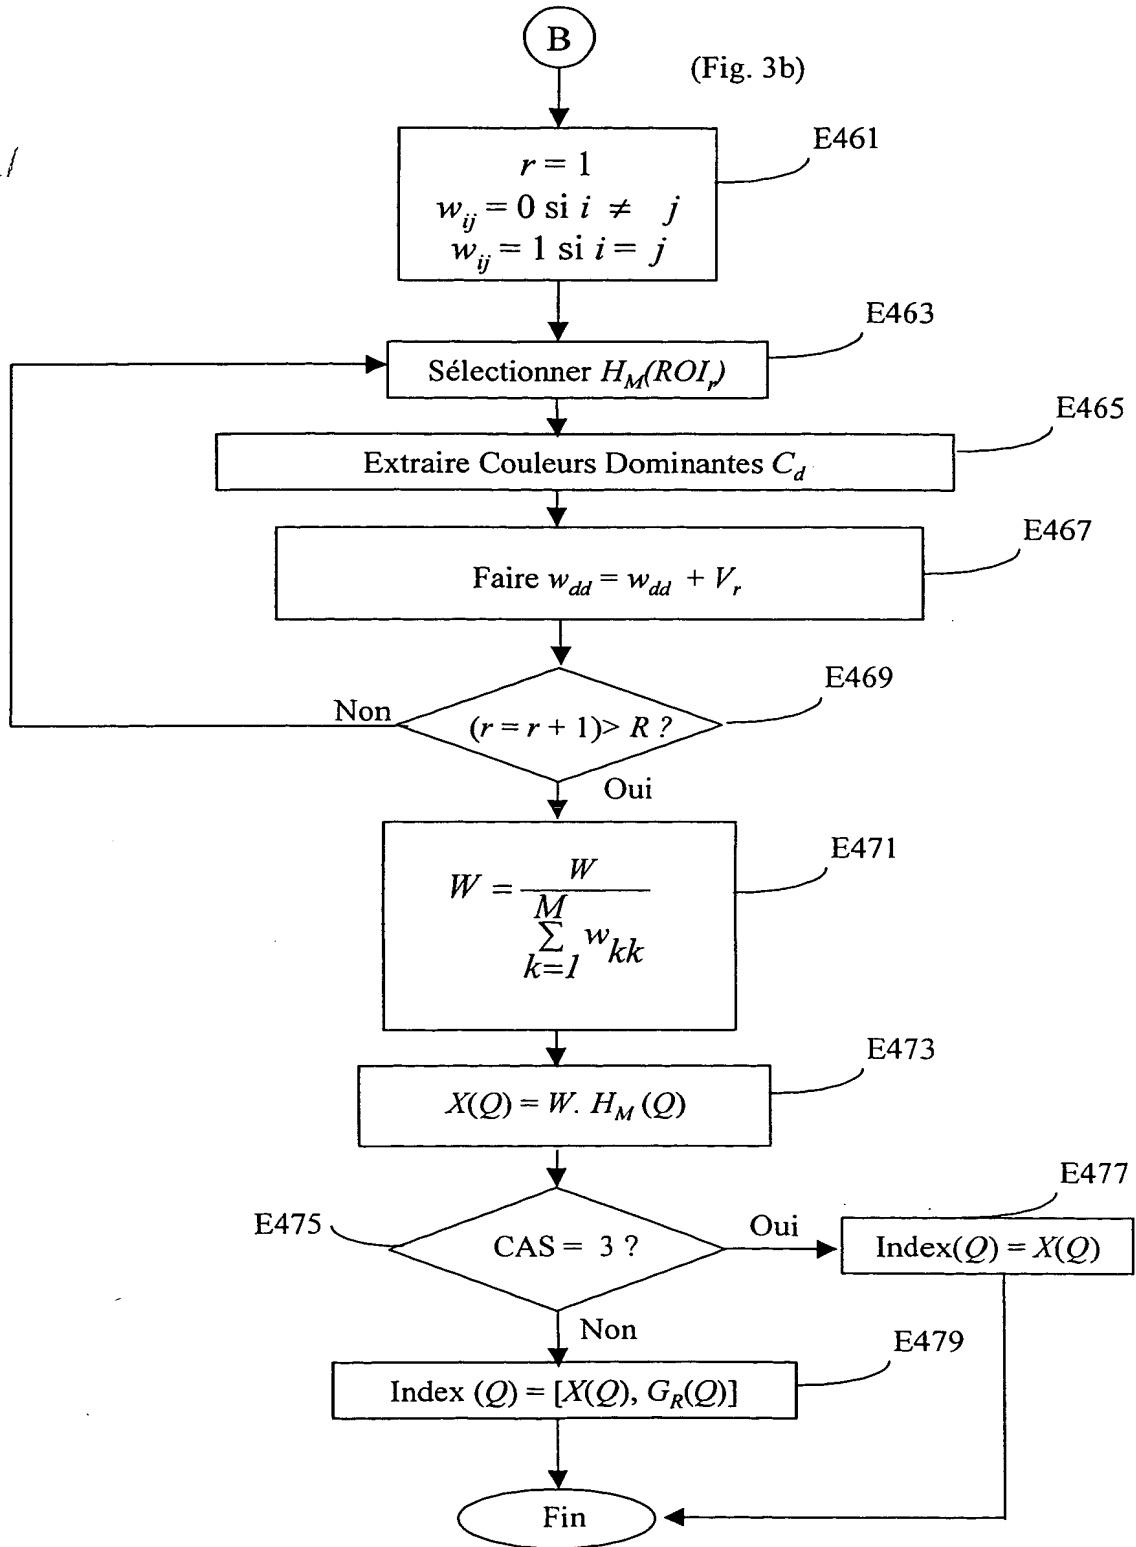 B
(Fig. 3b)
E461
r = 1
w_ij = 0 si i ≠ j
w_ij = 1 si i = j
E463
Sélectionner H_M(ROI_r)
E465
Extraire Couleurs Dominantes C_d
E467
Faire w_dd = w_dd + V_r
E469
Non
(r = r + 1)> R ?
Oui
E471
W = W
M
∑ w_kk
k=1
E473
X(Q) = W. H_M (Q)
E477
E475
CAS = 3 ?
Oui
Index(Q) = X(Q)
Non
E479
Index (Q) = [X(Q), G_R(Q)]
Fin